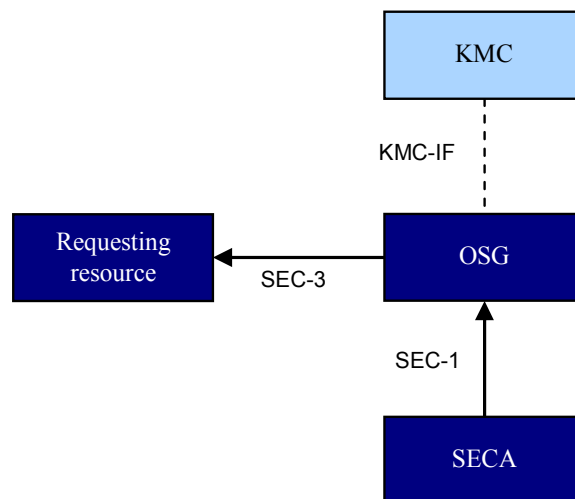 KMC
KMC-IF
Requesting
resource
OSG
SEC-3
SEC-1
SECA